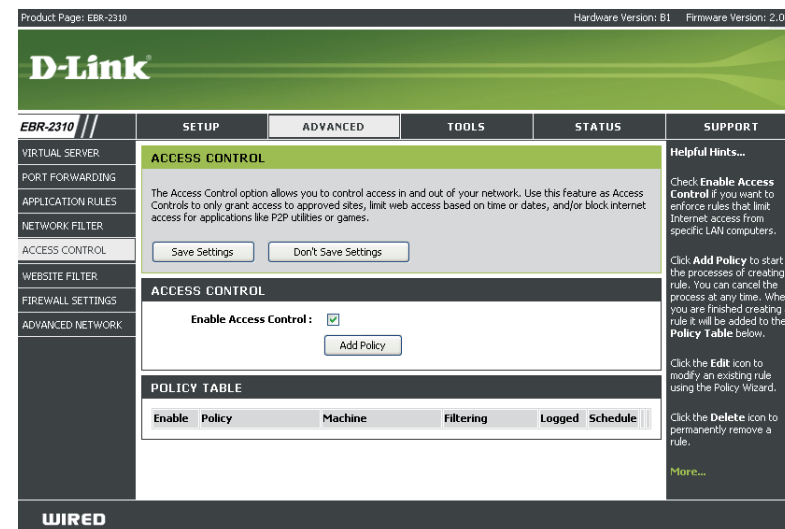 Product Page: EBR-2310
Hardware Version: B1 Firmware Version: 2.0
D-Link
EBR-2310
SETUP
ADVANCED
TOOLS
STATUS
SUPPORT
VIRTUAL SERVER
PORT FORWARDING
APPLICATION RULES
NETWORK FILTER
ACCESS CONTROL
WEBSITE FILTER
FIREWALL SETTINGS
ADVANCED NETWORK
ACCESS CONTROL
The Access Control option allows you to control access in and out of your network. Use this feature as Access
Controls to only grant access to approved sites, limit web access based on time or dates, and/or block internet
access for applications like P2P utilities or games.
Save Settings
Don't Save Settings
ACCESS CONTROL
Enable Access Control :
Add Policy
POLICY TABLE
Enable Policy Machine Filtering Logged Schedule
Helpful Hints...
Check Enable Access
Control if you want to
enforce rules that limit
Internet access from
specific LAN computers.
Click Add Policy to start
the processes of creating
rule. You can cancel the
process at any time. Whe
you are finished creating
rule it will be added to the
Policy Table below.
Click the Edit icon to
modify an existing rule
using the Policy Wizard.
Click the Delete icon to
permanently remove a
rule.
More...
WIRED